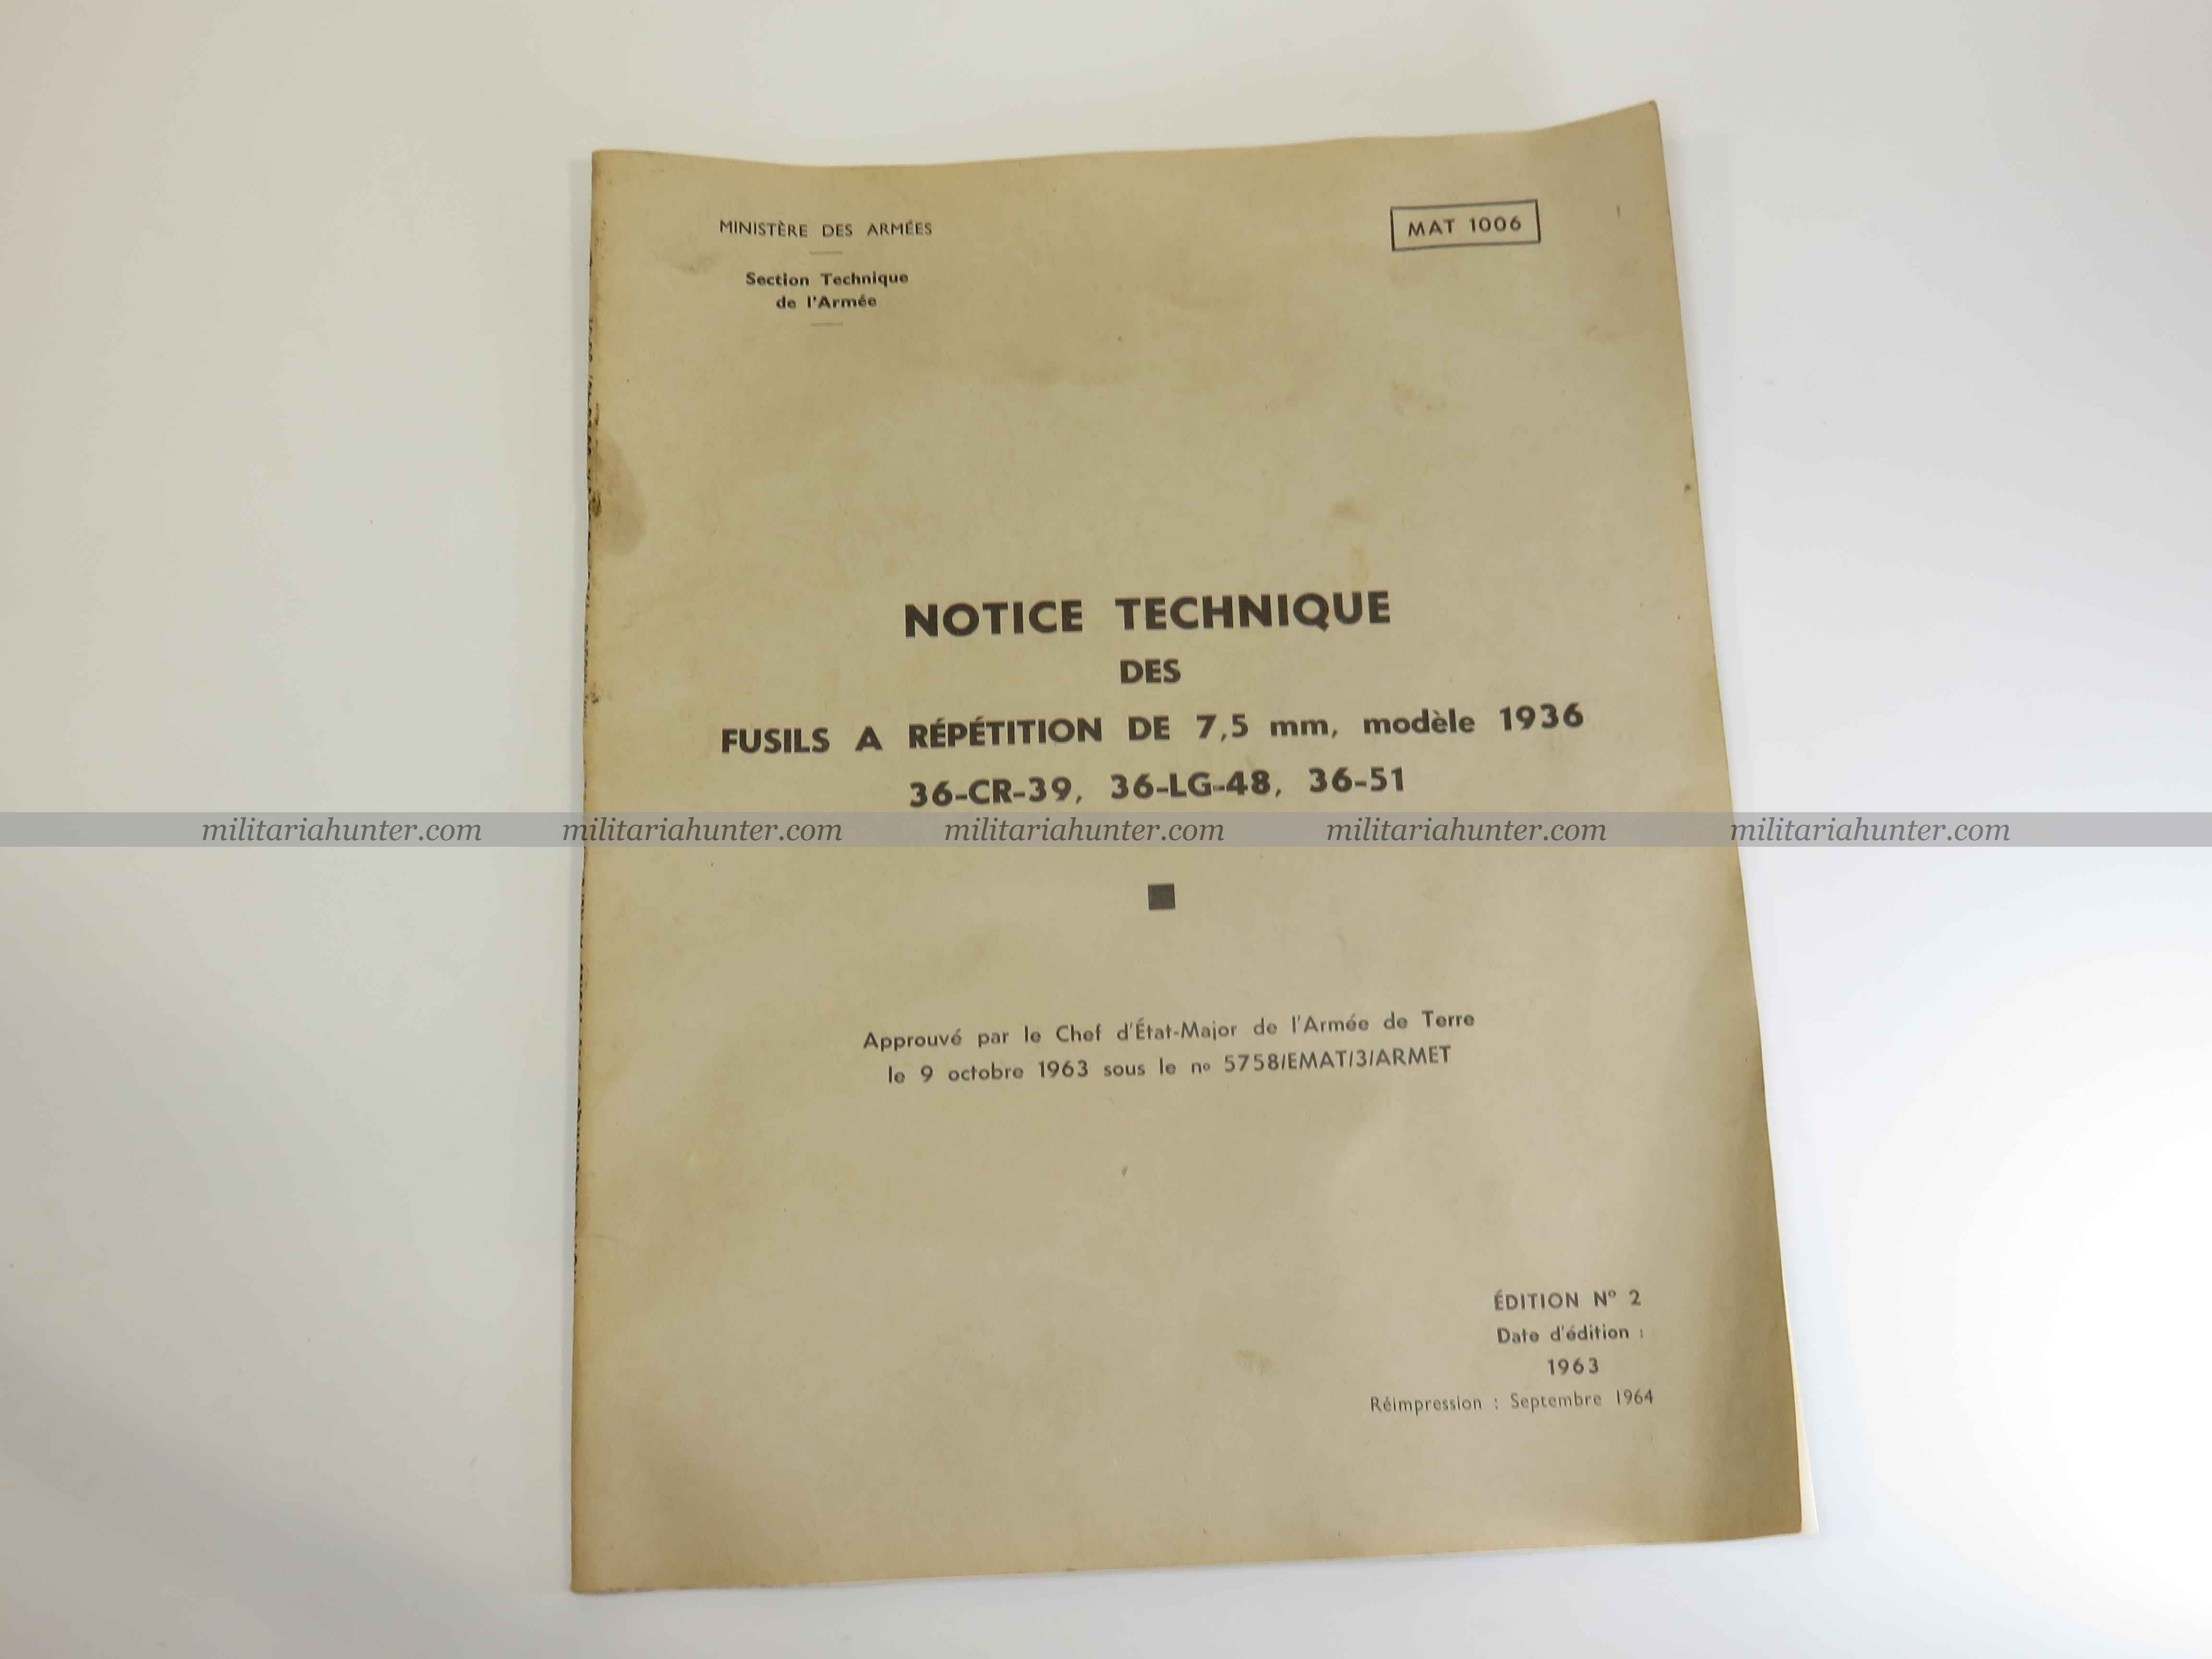 MINISTÈRE DES ARMÉES
Section Technique
de l'Armée
MAT 1006
NOTICE TECHNIQUE
DES
FUSILS A RÉPÉTITION DE 7,5 mm, modèle 1936
36-CR-39, 36-LG-48, 36-51
militariahunter.com militariahunter.com militariahunter.com militariahunter.com militariahunter.com
Approuvé par le Chef d'État-Major de l'Armée de Terre
le 9 octobre 1963 sous le nº 5758/EMAT/3/ARMET
ÉDITION Nº 2
Date d'édition :
1963
Réimpression : Septembre 1964